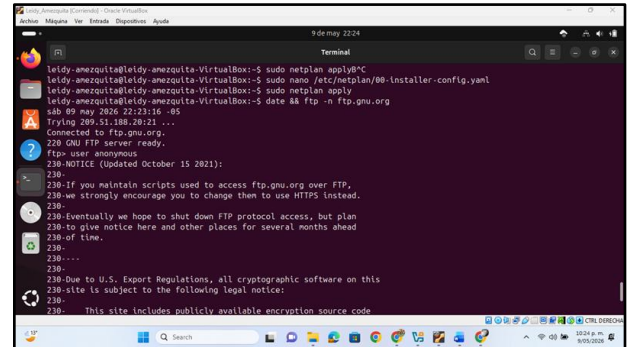 Leidy_Amezquita [Corriendo] - Oracle VirtualBox
Archivo Máquina Ver Entrada Dispositivos Ayuda
9 de may 22:24
Terminal
leidy-amezquita@leidy-amezquita-VirtualBox:~$ sudo netplan applyB^C
leidy-amezquita@leidy-amezquita-VirtualBox:~$ sudo nano /etc/netplan/00-installer-config.yaml
leidy-amezquita@leidy-amezquita-VirtualBox:~$ sudo netplan apply
leidy-amezquita@leidy-amezquita-VirtualBox:~$ date && ftp -n ftp.gnu.org
sáb 09 may 2026 22:23:16 -05
Trying 209.51.188.20:21 ...
Connected to ftp.gnu.org.
220 GNU FTP server ready.
ftp> user anonymous
230-NOTICE (Updated October 15 2021):
230-
230-If you maintain scripts used to access ftp.gnu.org over FTP,
230-we strongly encourage you to change them to use HTTPS instead.
230-
230-Eventually we hope to shut down FTP protocol access, but plan
230-to give notice here and other places for several months ahead
230-of time.
230-
230----
230-
230-Due to U.S. Export Regulations, all cryptographic software on this
230-site is subject to the following legal notice:
230-
230-    This site includes publicly available encryption source code
CTRL DERECHA
13°
Search
10:24 p. m.
9/05/2026